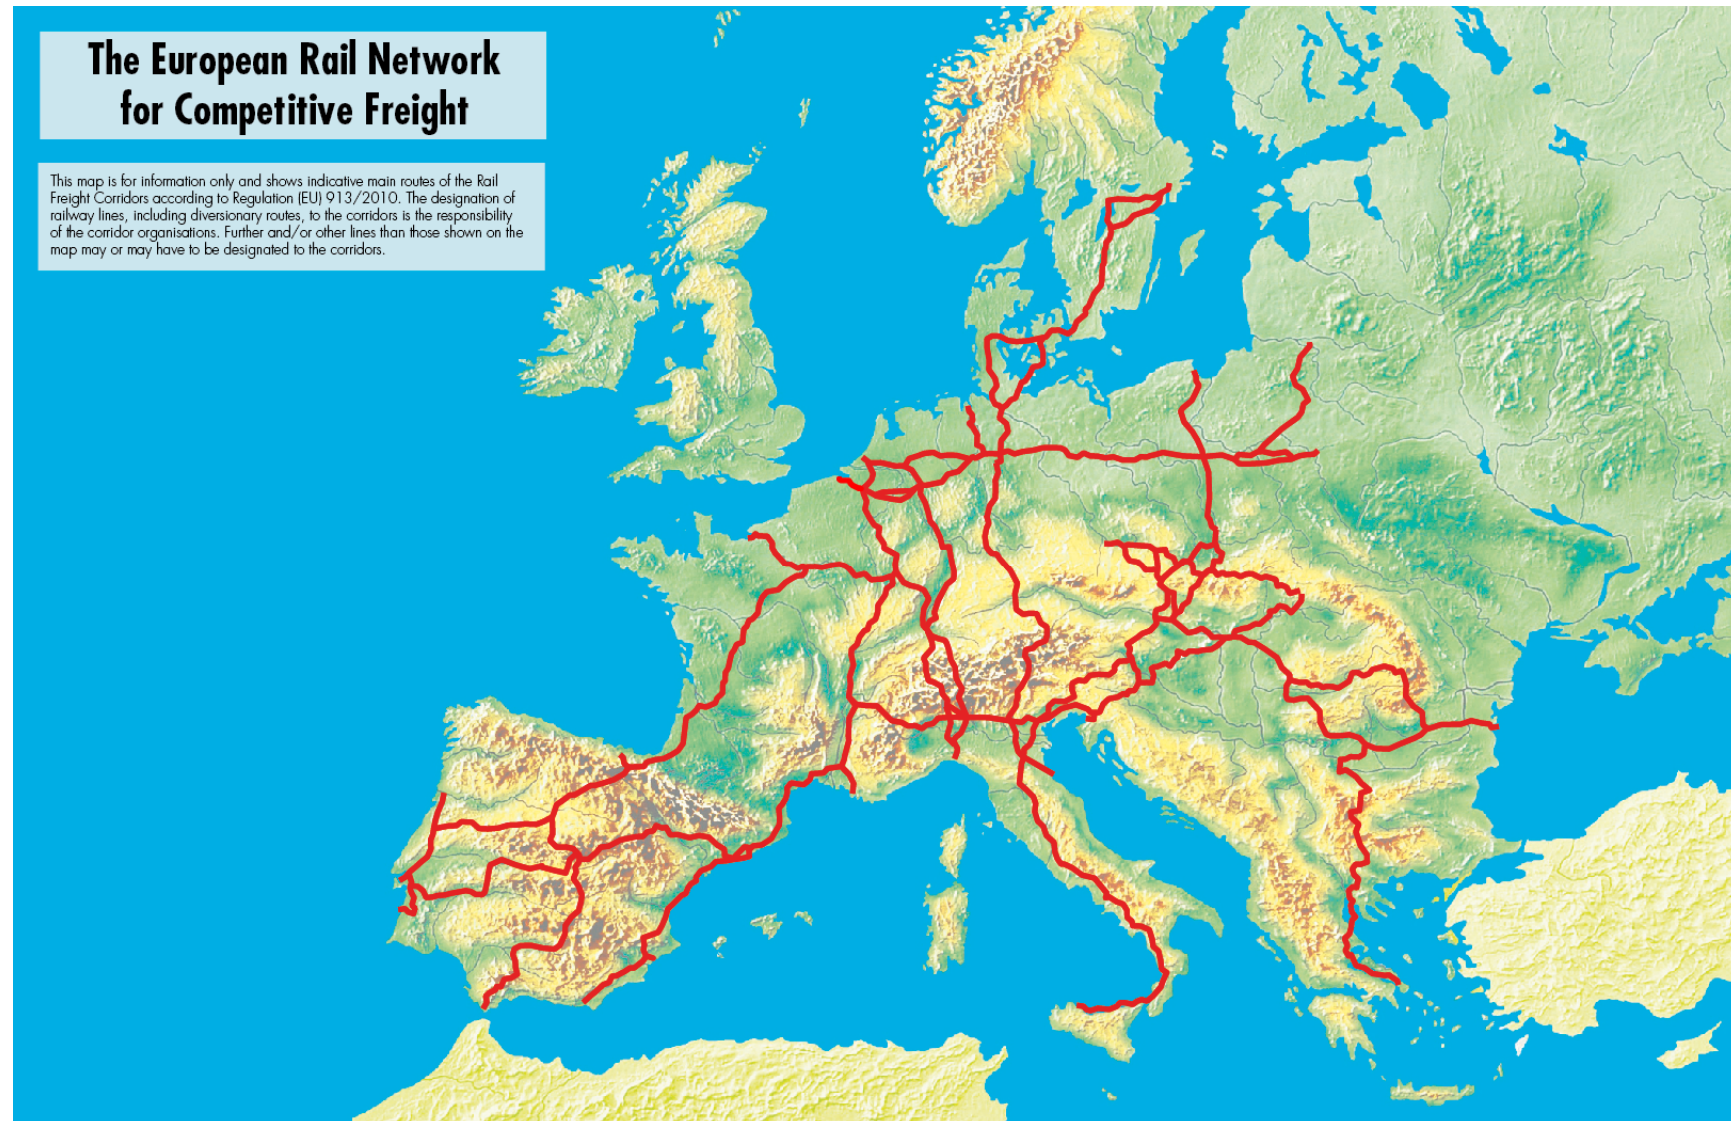 The European Rail Network
for Competitive Freight
This map is for information only and shows indicative main routes of the Rail
Freight Corridors according to Regulation (EU) 913/2010. The designation of
railway lines, including diversionary routes, to the corridors is the responsibility
of the corridor organisations. Further and/or other lines than those shown on the
map may or may have to be designated to the corridors.